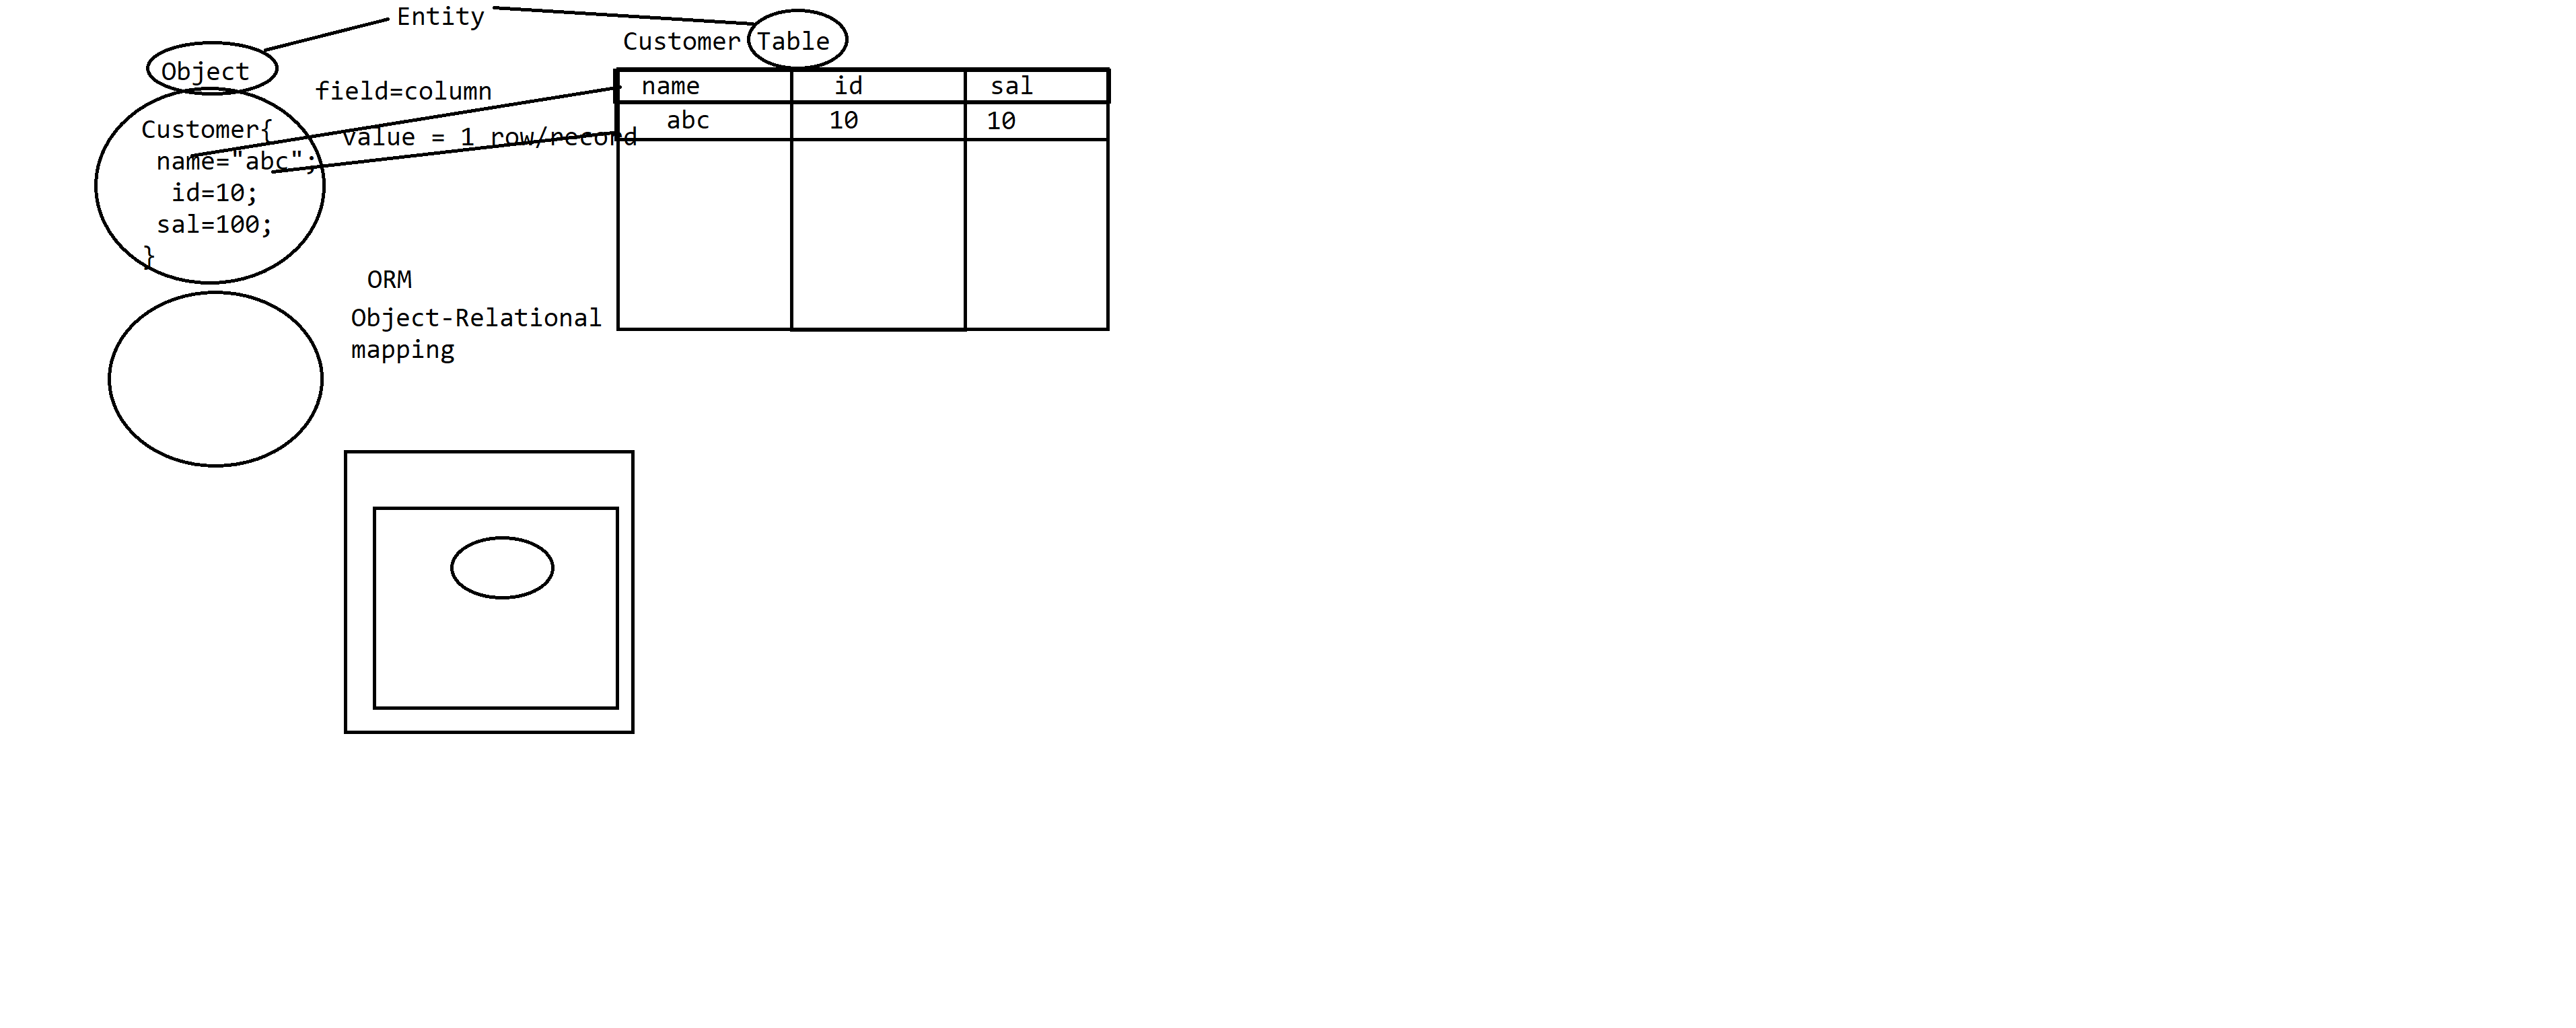 Entity
Customer Table
Object
field=column
name id sal
abc 10 10
Customer{
value = 1 row/record
name="abc";
id=10;
sal=100;
}
ORM
Object-Relational
mapping